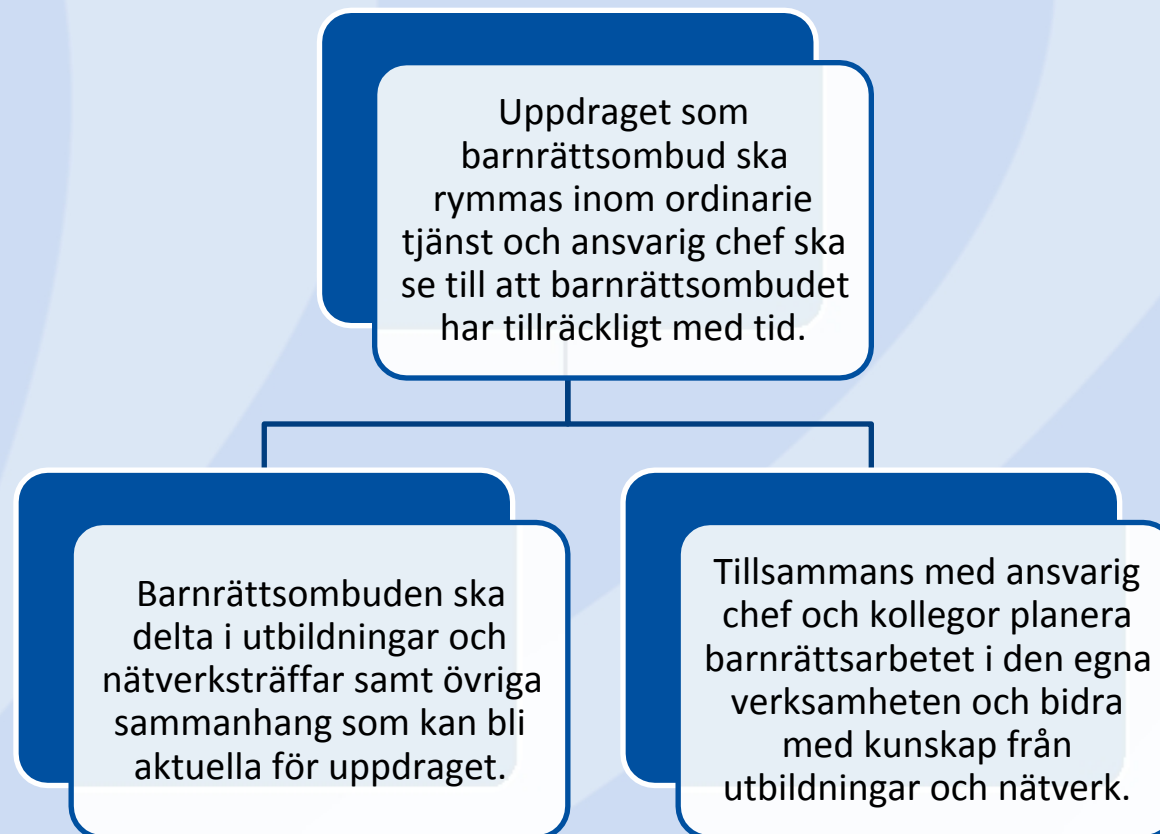 Uppdraget som
barnrättsombud ska
rymmas inom ordinarie
tjänst och ansvarig chef ska
se till att barnrättsombudet
har tillräckligt med tid.
Barnrättsombuden ska
delta i utbildningar och
nätverksträffar samt övriga
sammanhang som kan bli
aktuella för uppdraget.
Tillsammans med ansvarig
chef och kollegor planera
barnrättsarbetet i den egna
verksamheten och bidra
med kunskap från
utbildningar och nätverk.